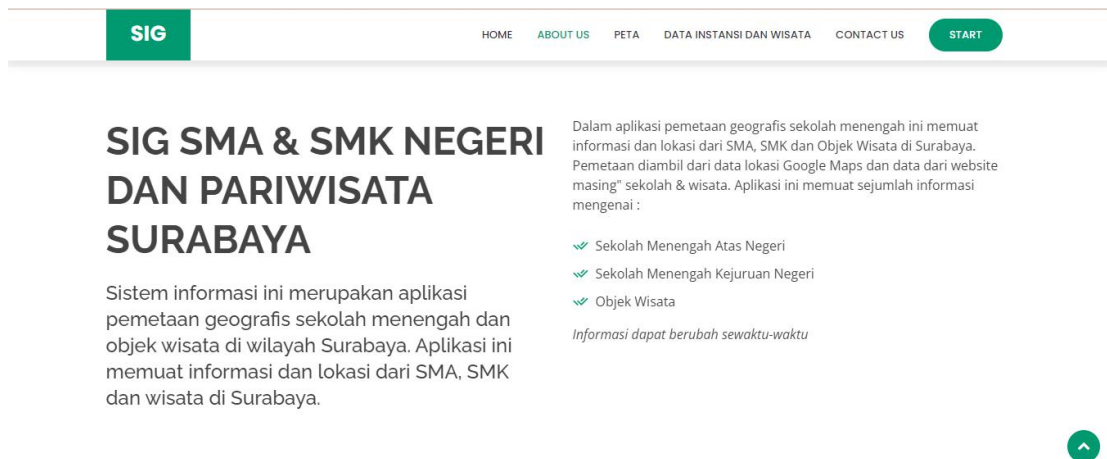 SIG
HOME ABOUT US PETA DATA INSTANSI DAN WISATA CONTACT US START
SIG SMA & SMK NEGERI
DAN PARIWISATA
SURABAYA
Sistem informasi ini merupakan aplikasi
pemetaan geografis sekolah menengah dan
objek wisata di wilayah Surabaya. Aplikasi ini
memuat informasi dan lokasi dari SMA, SMK
dan wisata di Surabaya.
Dalam aplikasi pemetaan geografis sekolah menengah ini memuat
informasi dan lokasi dari SMA, SMK dan Objek Wisata di Surabaya.
Pemetaan diambil dari data lokasi Google Maps dan data dari website
masing" sekolah & wisata. Aplikasi ini memuat sejumlah informasi
mengenai :
Sekolah Menengah Atas Negeri
Sekolah Menengah Kejuruan Negeri
Objek Wisata
Informasi dapat berubah sewaktu-waktu